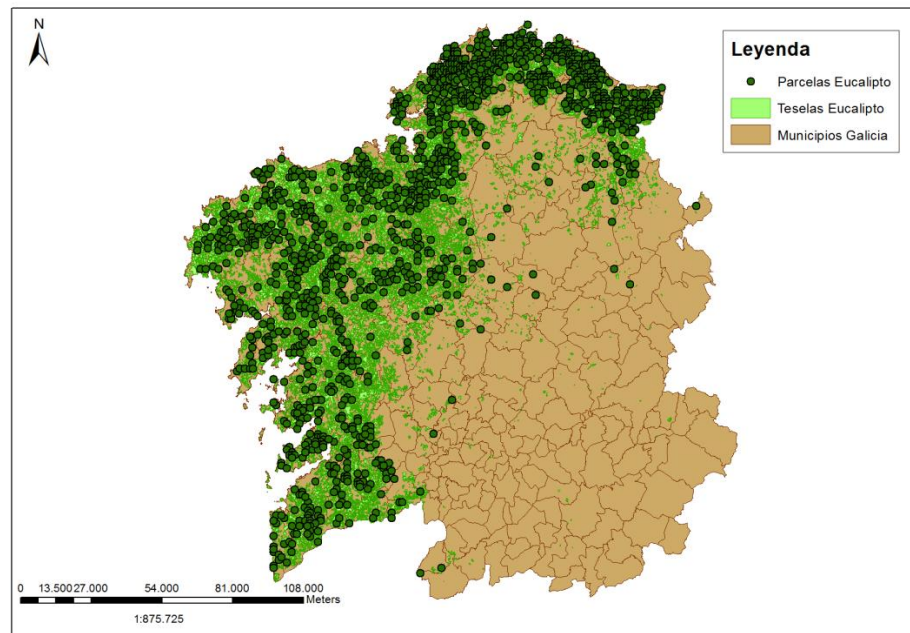 N
Leyenda
Parcelas Eucalipto
Teselas Eucalipto
Municipios Galicia
0 13.500 27.000 54.000 81.000 108.000
Meters
1:875.725